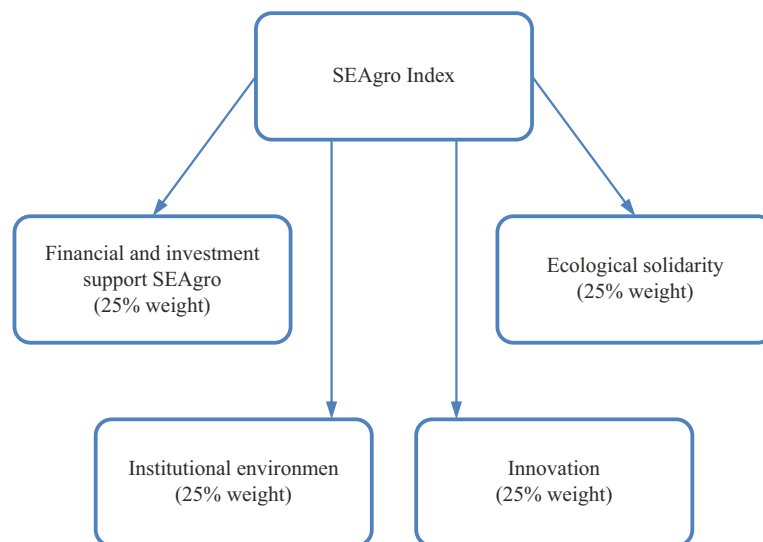 SEAgro Index
Financial and investment
support SEAgro
(25% weight)
Ecological solidarity
(25% weight)
Institutional environmen
(25% weight)
Innovation
(25% weight)